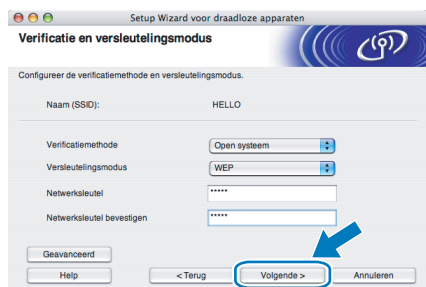 Setup Wizard voor draadloze apparaten
Verificatie en versleutelingsmodus
Configureer de verificatiemethode en versleutelingsmodus.
Naam (SSID): HELLO
Verificatiemethode Open systeem
Versleutelingsmodus WEP
Netwerksleutel *****
Netwerksleutel bevestigen *****
Geavanceerd
Help < Terug Volgende > Annuleren